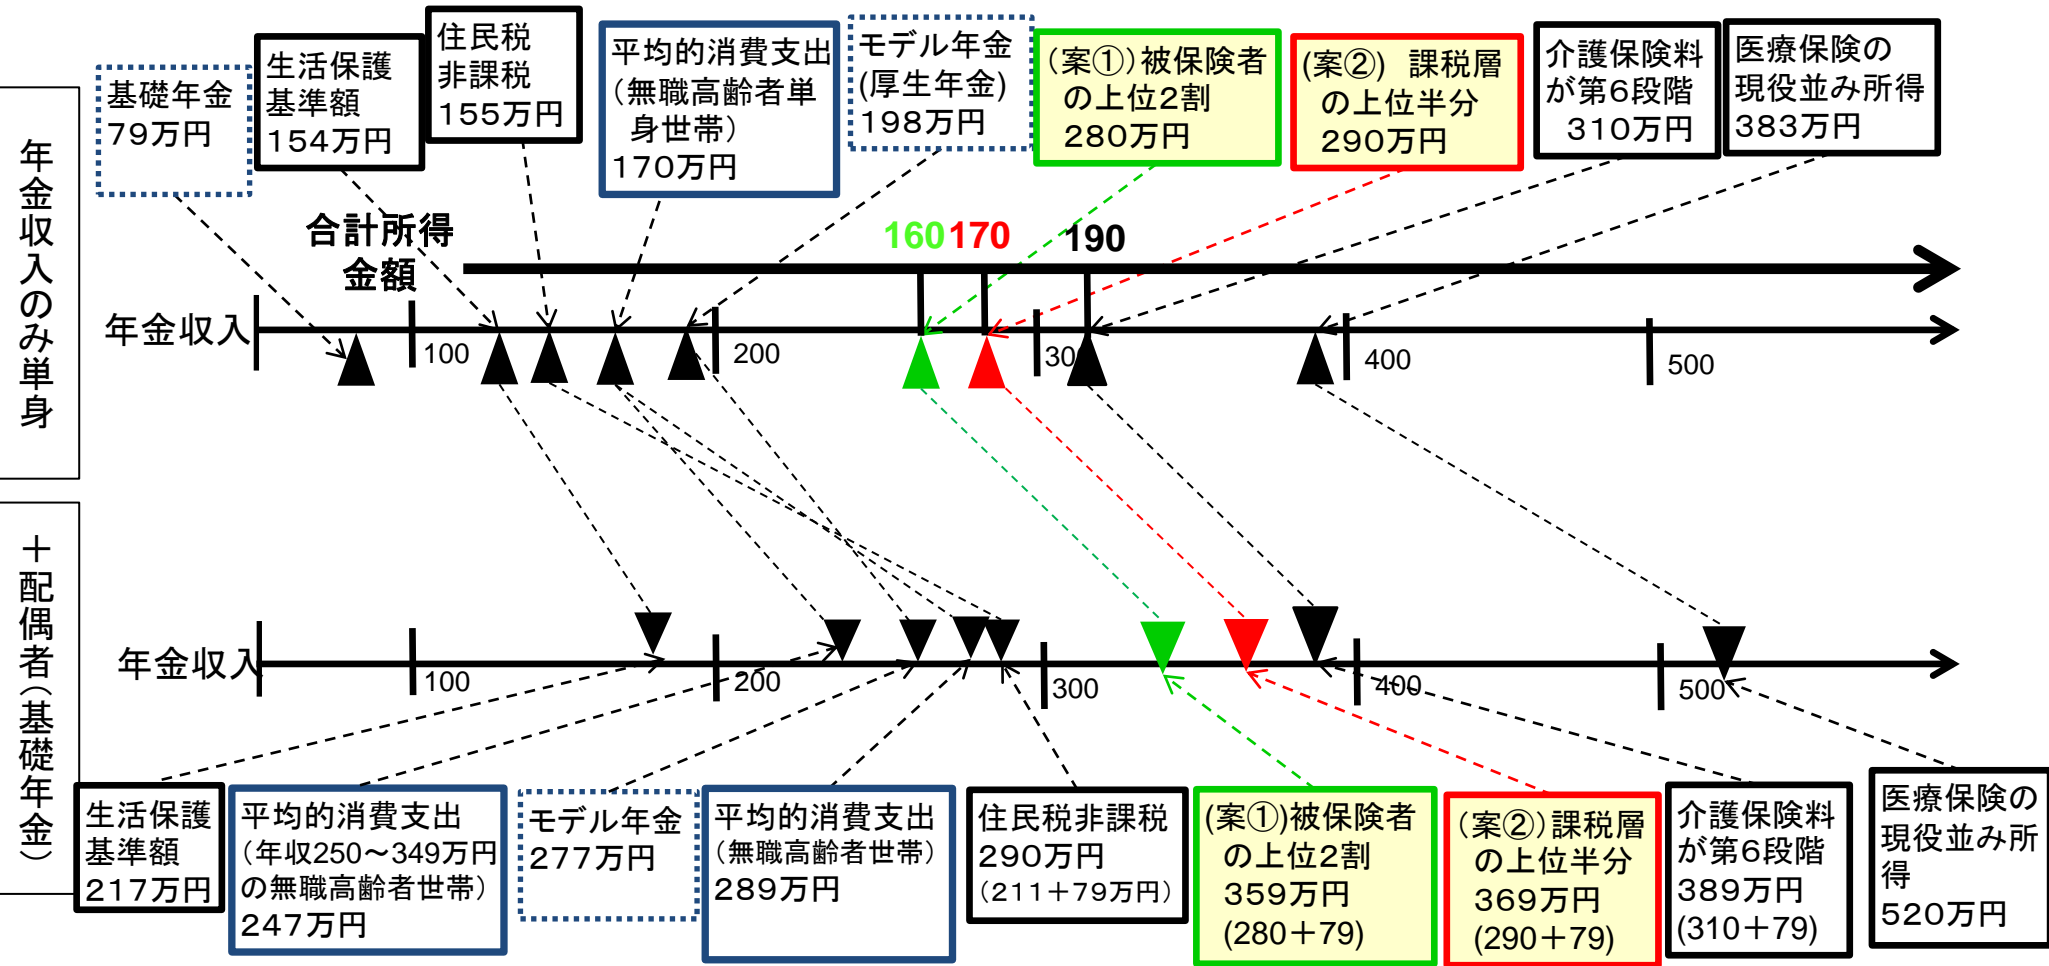 年金収入のみ単身
基礎年金
79万円
生活保護
基準額
154万円
住民税
非課税
155万円
平均的消費支出
（無職高齢者単
身世帯）
170万円
モデル年金
(厚生年金)
198万円
（案①）被保険者
の上位2割
280万円
(案②)　課税層
の上位半分
290万円
介護保険料
が第6段階
310万円
医療保険の
現役並み所得
383万円
合計所得
金額
160
170
190
年金収入
100
200
300
400
500
＋配偶者（基礎年金）
年金収入
100
200
300
400
500
生活保護
基準額
217万円
平均的消費支出
（年収250～349万円
の無職高齢者世帯）
247万円
モデル年金
277万円
平均的消費支出
（無職高齢者世帯）
289万円
住民税非課税
290万円
（211＋79万円）
(案①)被保険者
の上位2割
359万円
(280＋79)
（案②）課税層
の上位半分
369万円
(290＋79)
介護保険料
が第6段階
389万円
(310＋79)
医療保険の
現役並み所
得
520万円